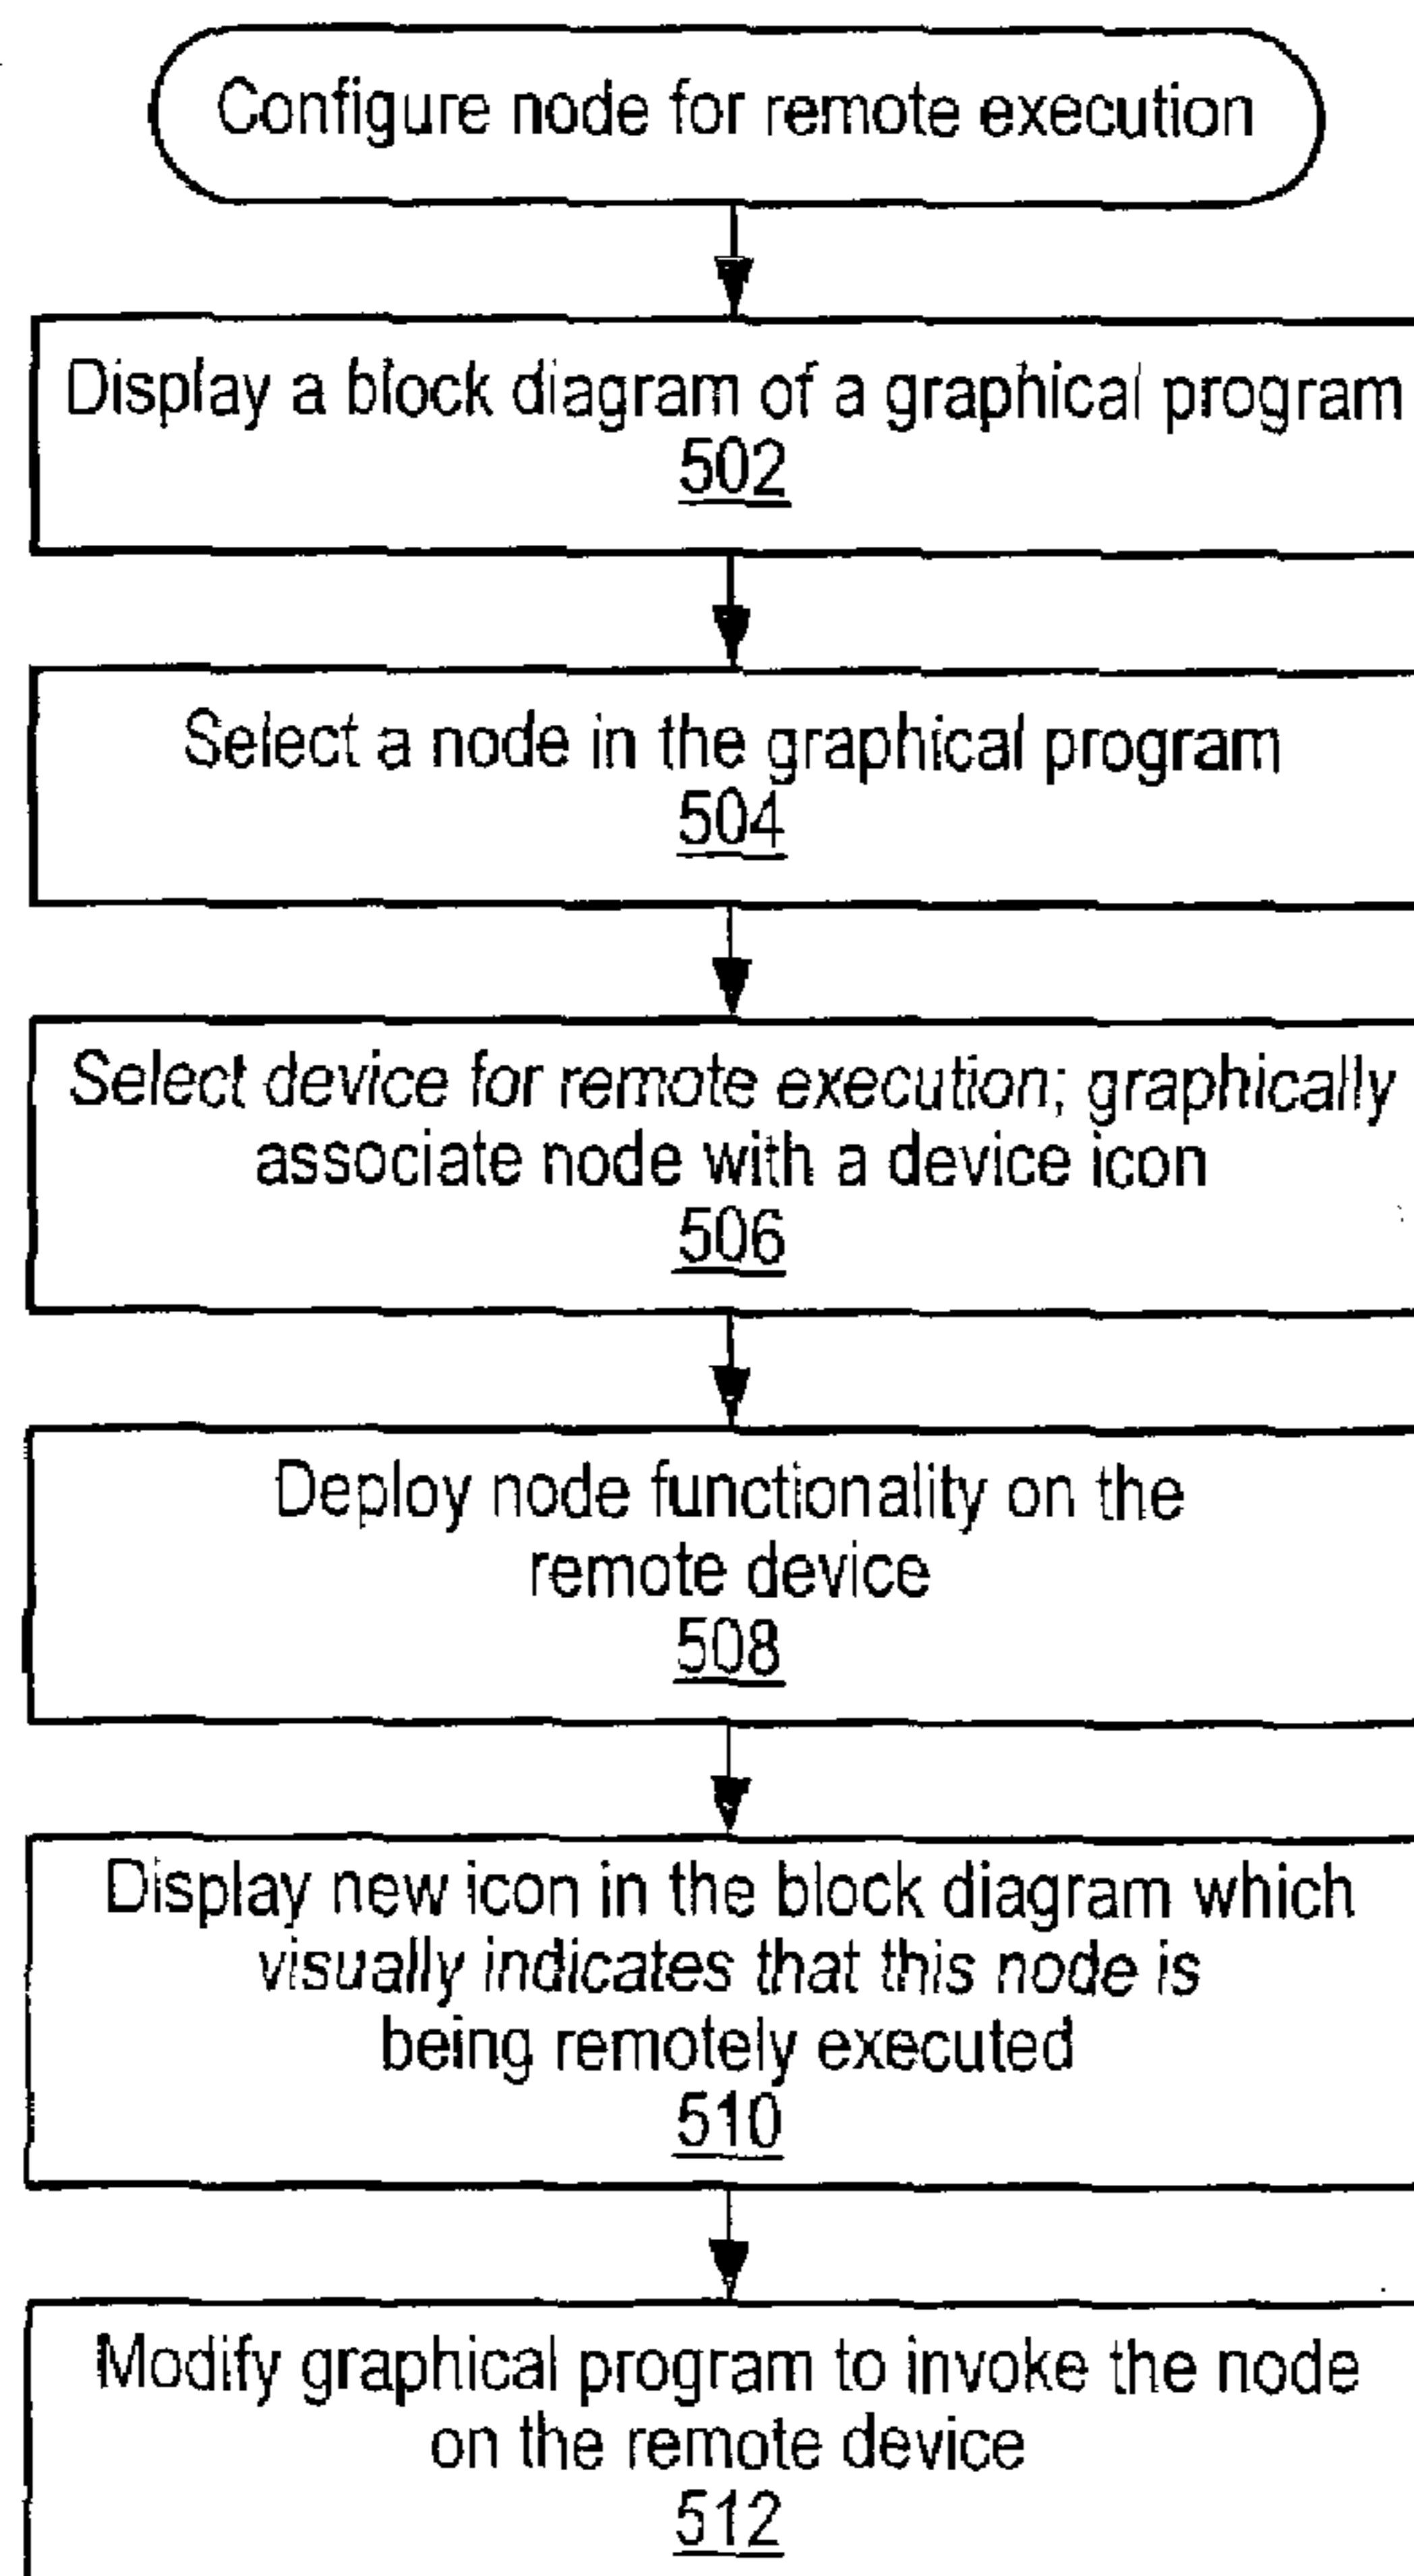 Configure node for remote execution
Display a block diagram of a graphical program
502
Select a node in the graphical program
504
Select device for remote execution; graphically
associate node with a device icon
506
Deploy node functionality on the
remote device
508
Display new icon in the block diagram which
visually indicates that this node is
being remotely executed
510
Modify graphical program to invoke the node
on the remote device
512